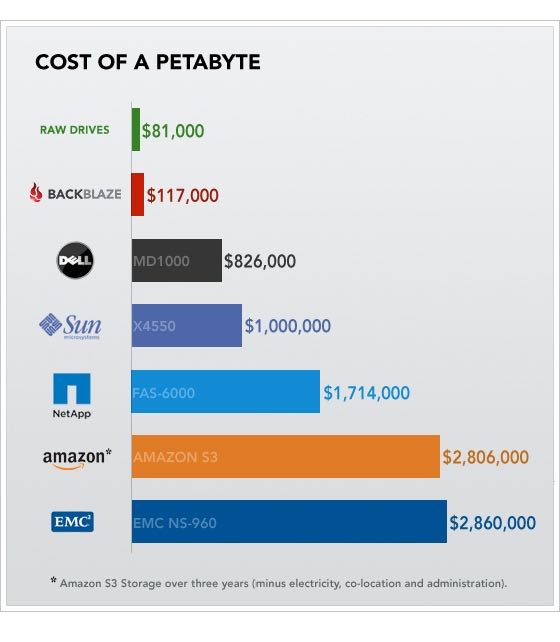 COST OF A PETABYTE
RAW DRIVES $81,000
BACKBLAZE $117,000
DELL MD1000 $826,000
Sun microsystems X4550 $1,000,000
NetApp FAS-6000 $1,714,000
amazon* AMAZON S3 $2,806,000
EMC² EMC NS-960 $2,860,000
* Amazon S3 Storage over three years (minus electricity, co-location and administration).